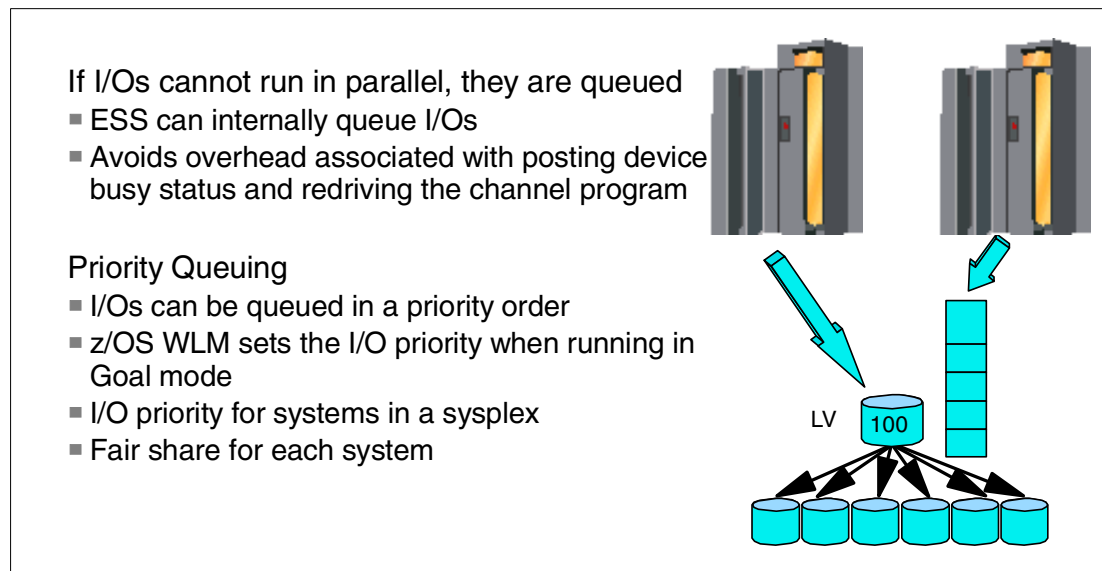 If I/Os cannot run in parallel, they are queued
■ ESS can internally queue I/Os
■ Avoids overhead associated with posting device
busy status and redriving the channel program
Priority Queuing
■ I/Os can be queued in a priority order
■ z/OS WLM sets the I/O priority when running in
Goal mode
■ I/O priority for systems in a sysplex
■ Fair share for each system
LV
100